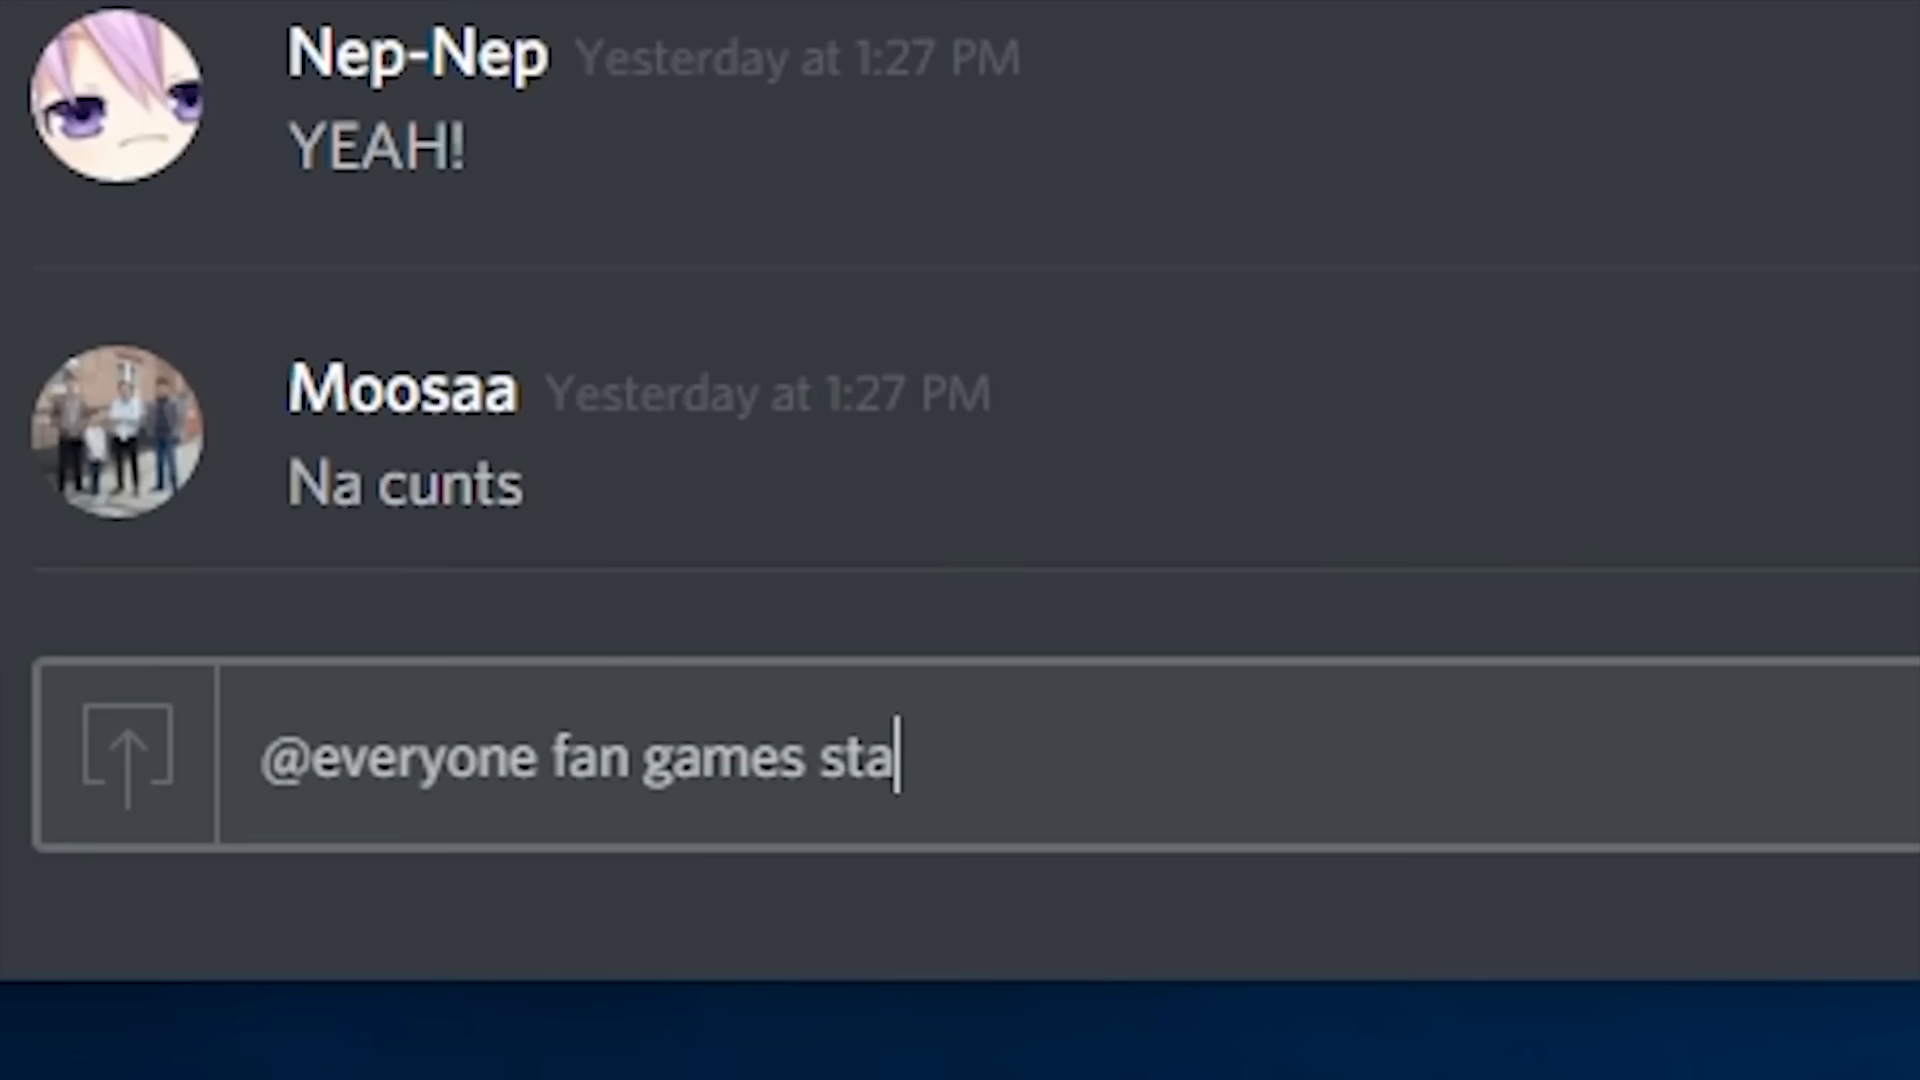 Nep-Nep Yesterday at 1:27 PM
YEAH!
Moosaa Yesterday at 1:27 PM
Na cunts
@everyone fan games sta